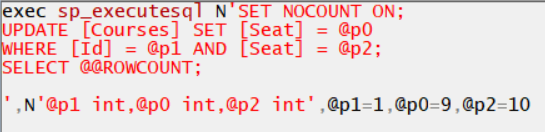 exec sp_executesql N'SET NOCOUNT ON;
UPDATE [Courses] SET [Seat] = @p0
WHERE [Id] = @p1 AND [Seat] = @p2;
SELECT @@ROWCOUNT;
',N'@p1 int,@p0 int,@p2 int',@p1=1,@p0=9,@p2=10